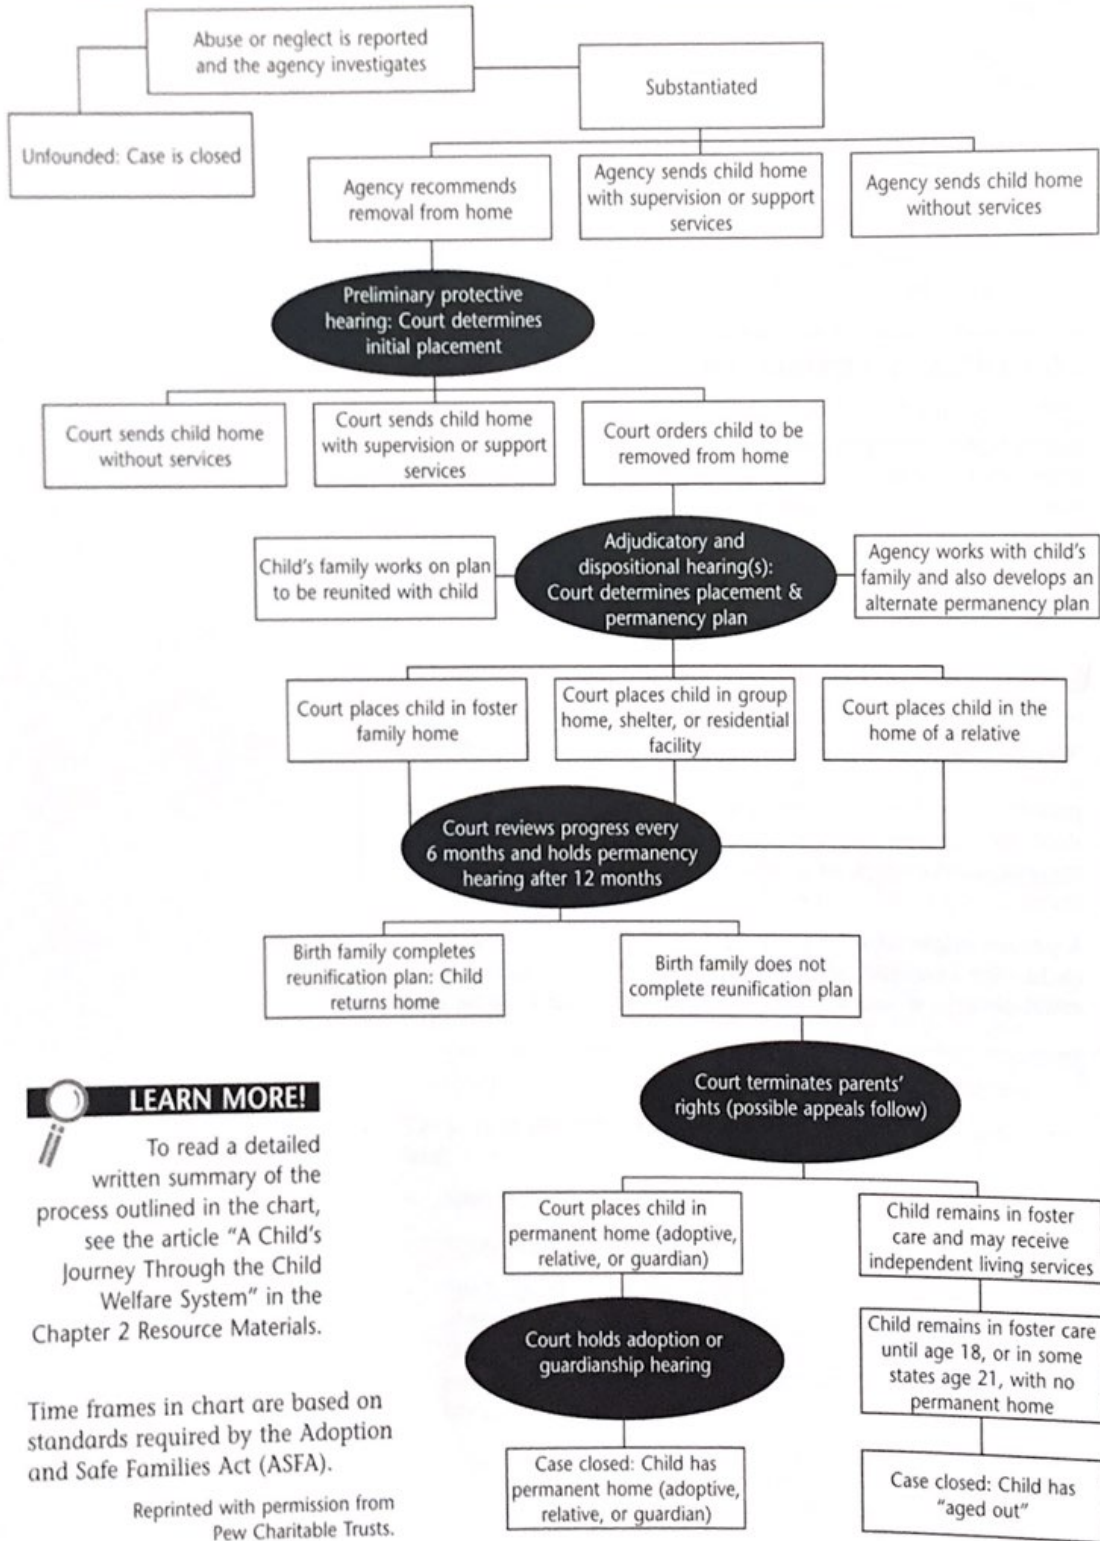 Abuse or neglect is reported
and the agency investigates
Substantiated
Unfounded: Case is closed
Agency recommends
removal from home
Agency sends child home
with supervision or support
services
Agency sends child home
without services
Preliminary protective
hearing: Court determines
initial placement
Court sends child home
without services
Court sends child home
with supervision or support
services
Court orders child to be
removed from home
Child's family works on plan
to be reunited with child
Adjudicatory and
dispositional hearing(s):
Court determines placement &
permanency plan
Agency works with child's
family and also develops an
alternate permanency plan
Court places child in foster
family home
Court places child in group
home, shelter, or residential
facility
Court places child in the
home of a relative
Court reviews progress every
6 months and holds permanency
hearing after 12 months
Birth family completes
reunification plan: Child
returns home
Birth family does not
complete reunification plan
Court terminates parents'
rights (possible appeals follow)
Court places child in
permanent home (adoptive,
relative, or guardian)
Child remains in foster
care and may receive
independent living services
Court holds adoption or
guardianship hearing
Child remains in foster care
until age 18, or in some
states age 21, with no
permanent home
Case closed: Child has
permanent home (adoptive,
relative, or guardian)
Case closed: Child has
"aged out"
LEARN MORE!
To read a detailed
written summary of the
process outlined in the chart,
see the article "A Child's
Journey Through the Child
Welfare System" in the
Chapter 2 Resource Materials.
Time frames in chart are based on
standards required by the Adoption
and Safe Families Act (ASFA).
Reprinted with permission from
Pew Charitable Trusts.